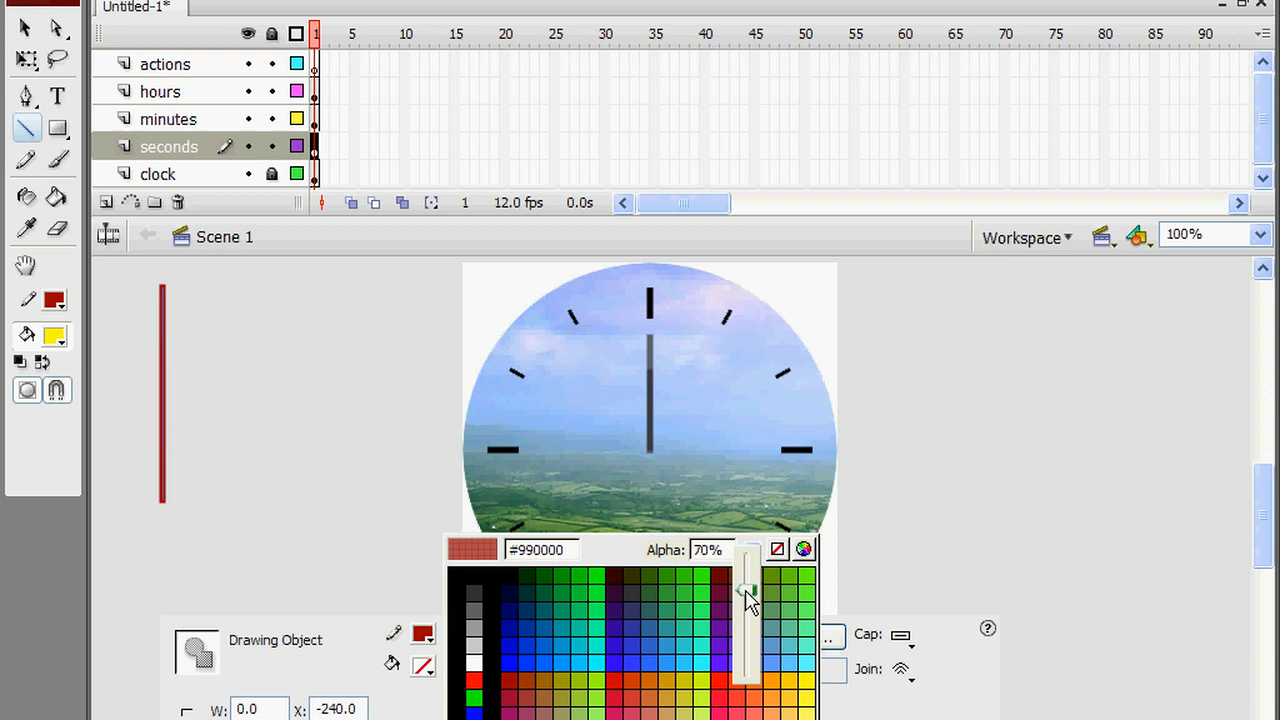 Untitled-1*
1 5 10 15 20 25 30 35 40 45 50 55 60 65 70 75 80 85 90
actions
hours
minutes
seconds
clock
1 12.0 fps 0.0s
Scene 1 Workspace 100%
T
#990000 Alpha: 70%
Drawing Object .. Cap: ?
Join:
W: 0.0 X: -240.0